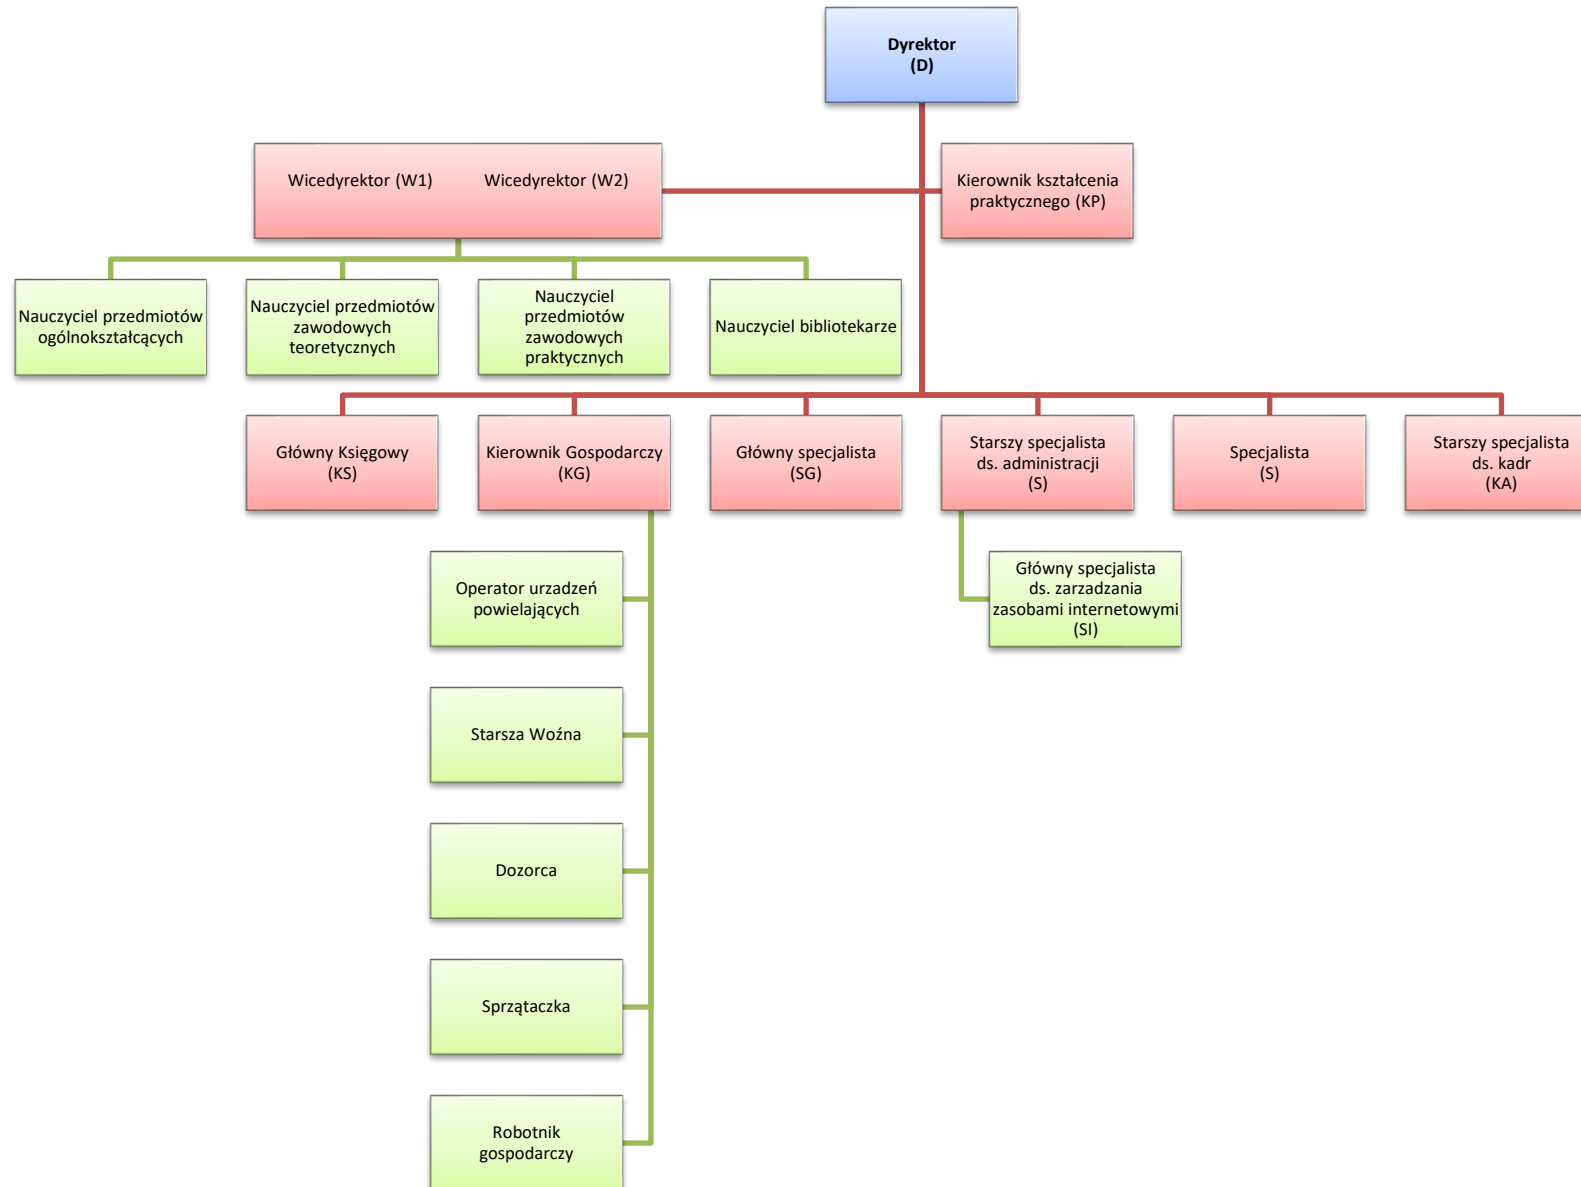 Dyrektor
(D)
Wicedyrektor (W1) Wicedyrektor (W2)
Kierownik kształcenia
praktycznego (KP)
Nauczyciel przedmiotów
ogólnokształcących
Nauczyciel przedmiotów
zawodowych
teoretycznych
Nauczyciel
przedmiotów
zawodowych
praktycznych
Nauczyciel bibliotekarze
Główny Księgowy
(KS)
Kierownik Gospodarczy
(KG)
Główny specjalista
(SG)
Starszy specjalista
ds. administracji
(S)
Specjalista
(S)
Starszy specjalista
ds. kadr
(KA)
Operator urzadzeń
powielających
Główny specjalista
ds. zarzadzania
zasobami internetowymi
(SI)
Starsza Woźna
Dozorca
Sprzątaczka
Robotnik
gospodarczy